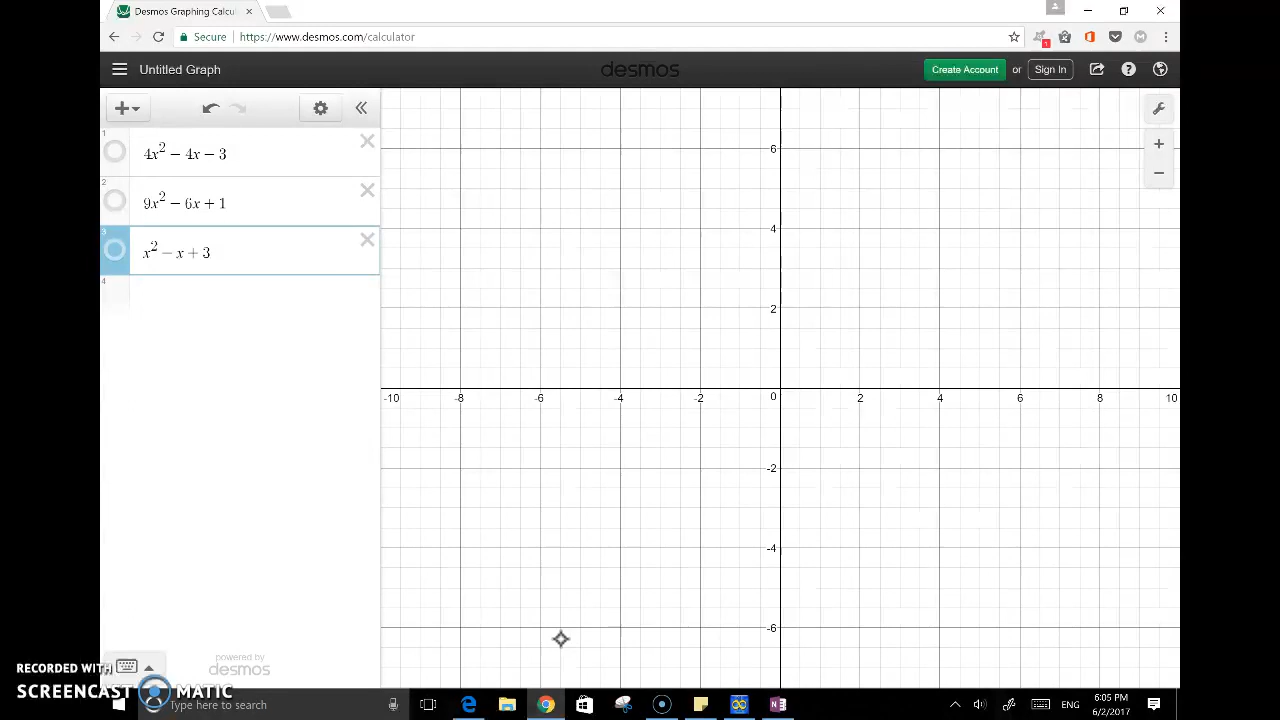 Desmos Graphing Calcul
Secure https://www.desmos.com/calculator
1
Untitled Graph desmos Create Account or Sign In
1 4x² − 4x − 3
2 9x² − 6x + 1
3 x² − x + 3
4
6
4
2
-10 -8 -6 -4 -2 0 2 4 6 8 10
-2
-4
-6
powered by
desmos
RECORDED WITH
SCREENCAST MATIC
Type here to search
ENG
6:05 PM
6/2/2017